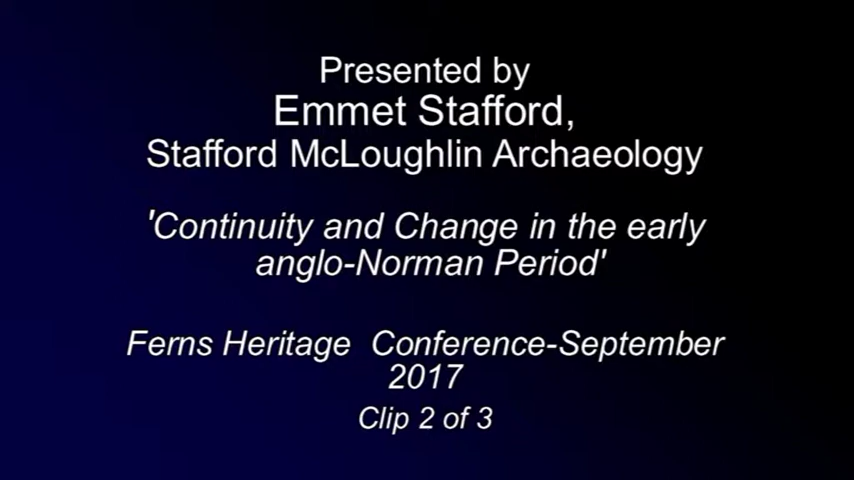 Presented by
Emmet Stafford,
Stafford McLoughlin Archaeology
'Continuity and Change in the early
anglo-Norman Period'
Ferns Heritage  Conference-September
2017
Clip 2 of 3